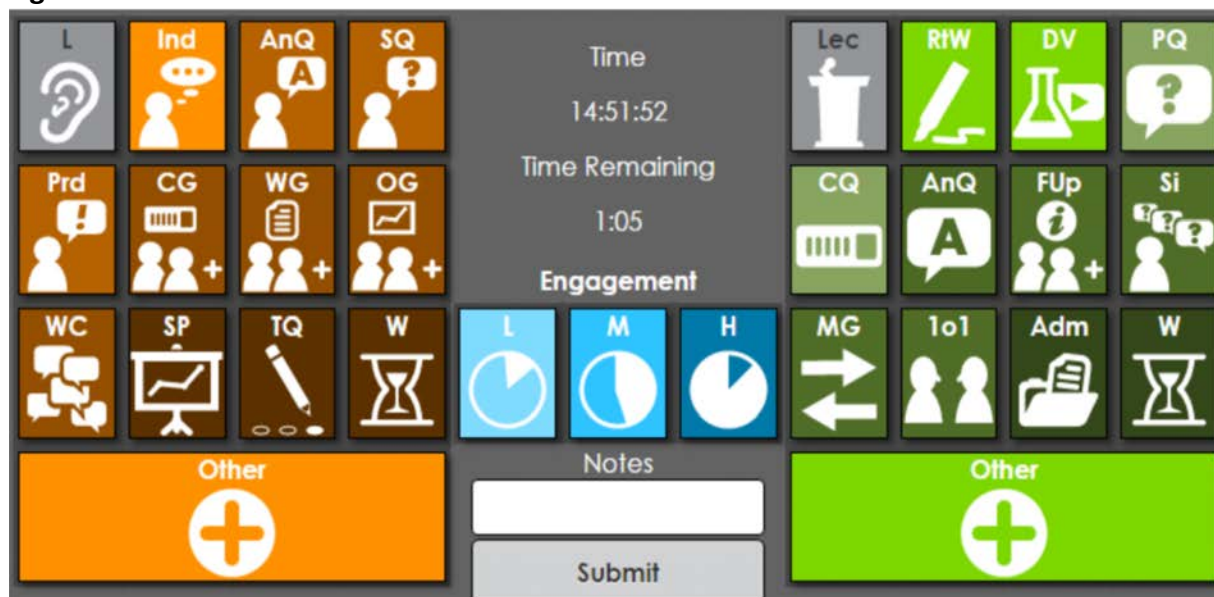 L Ind AnQ SQ
Time
14:51:52
Time Remaining
1:05
Lec RtW DV PQ
Prd CG WG OG
Engagement
CQ AnQ FUp Si
A
A
WC SP TQ W
L M H
MG 1o1 Adm W
Other
Notes
Submit
Other